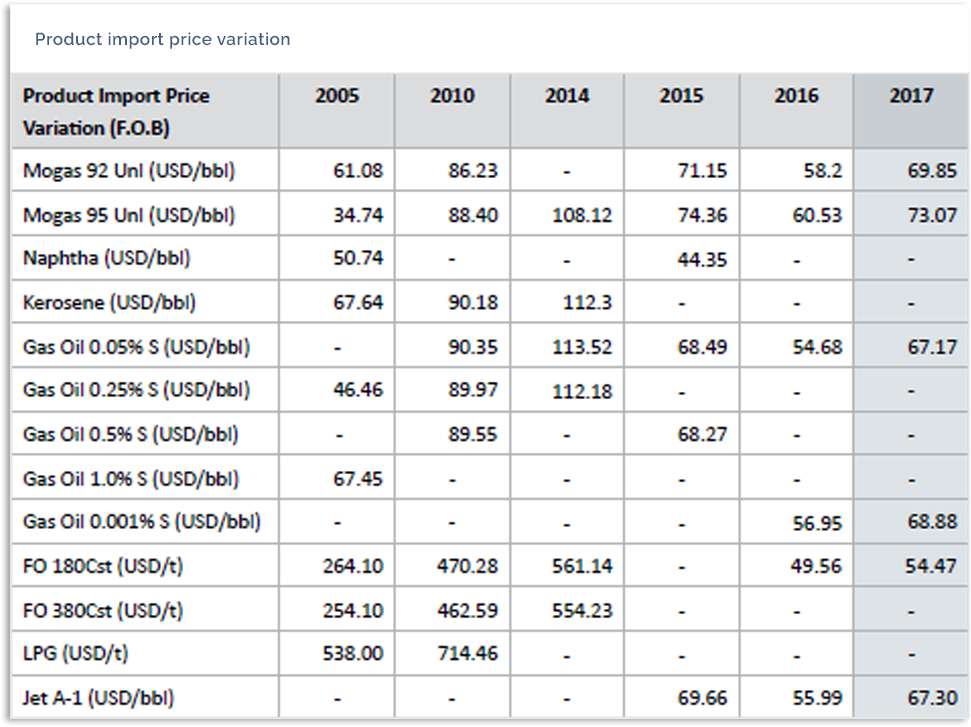 Product import price variation
Product Import Price 2005 2010 2014 2015 2016 2017
Variation (F.O.B)
Mogas 92 Unl (USD/bbl) 61.08 86.23 - 71.15 58.2 69.85
Mogas 95 Unl (USD/bbl) 34.74 88.40 108.12 74.36 60.53 73.07
Naphtha (USD/bbl) 50.74 - - 44.35 - -
Kerosene (USD/bbl) 67.64 90.18 112.3 - - -
Gas Oil 0.05% S (USD/bbl) - 90.35 113.52 68.49 54.68 67.17
Gas Oil 0.25% S (USD/bbl) 46.46 89.97 112.18 - - -
Gas Oil 0.5% S (USD/bbl) - 89.55 - 68.27 - -
Gas Oil 1.0% S (USD/bbl) 67.45 - - - - -
Gas Oil 0.001% S (USD/bbl) - - - - 56.95 68.88
FO 180Cst (USD/t) 264.10 470.28 561.14 - 49.56 54.47
FO 380Cst (USD/t) 254.10 462.59 554.23 - - -
LPG (USD/t) 538.00 714.46 - - - -
Jet A-1 (USD/bbl) - - - 69.66 55.99 67.30